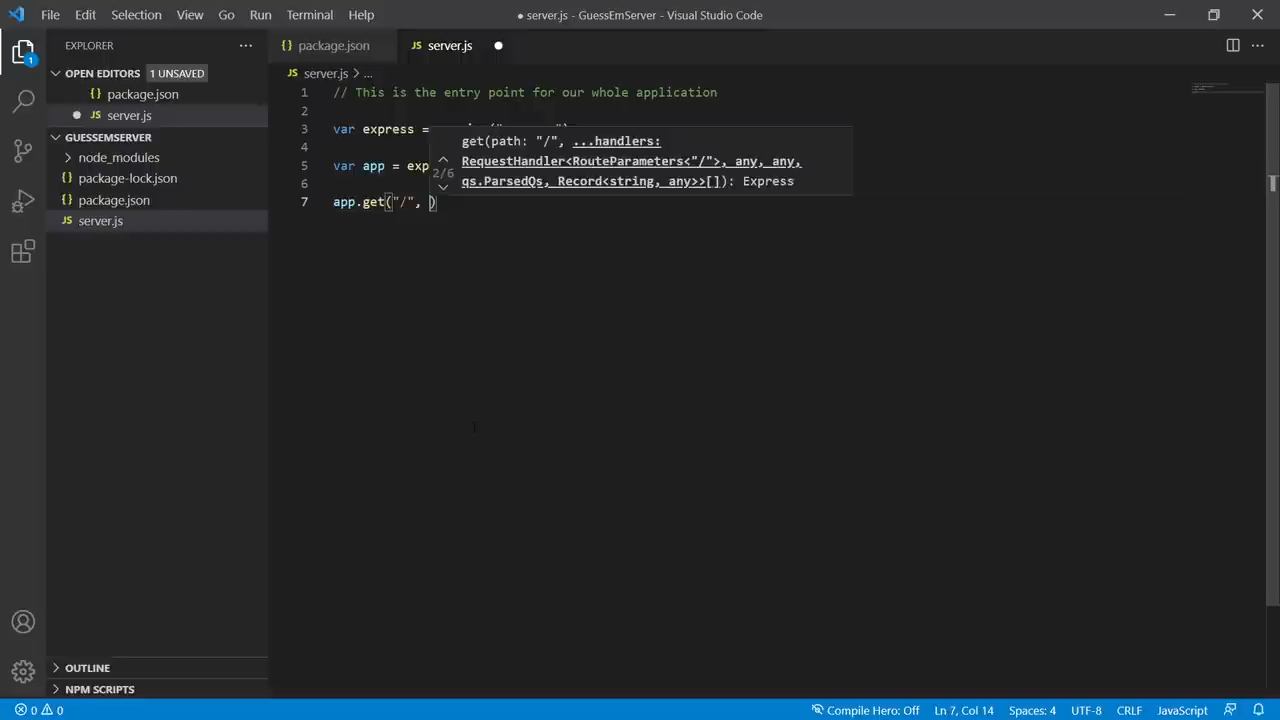 File Edit Selection View Go Run Terminal Help
● server.js - GuessEmServer - Visual Studio Code
EXPLORER
package.json
JS server.js
OPEN EDITORS 1 UNSAVED
{} package.json
JS server.js
GUESSEMSERVER
node_modules
{} package-lock.json
{} package.json
JS server.js
OUTLINE
NPM SCRIPTS
JS server.js > ...
1 // This is the entry point for our whole application
2
3 var express =
4
5 var app = exp
6
7 app.get("/", )
get(path: "/", ...handlers:
RequestHandler<RouteParameters<"/">, any, any,
2/6
qs.ParsedQs, Record<string, any>>[]): Express
1
0 0
Compile Hero: Off Ln 7, Col 14 Spaces: 4 UTF-8 CRLF JavaScript